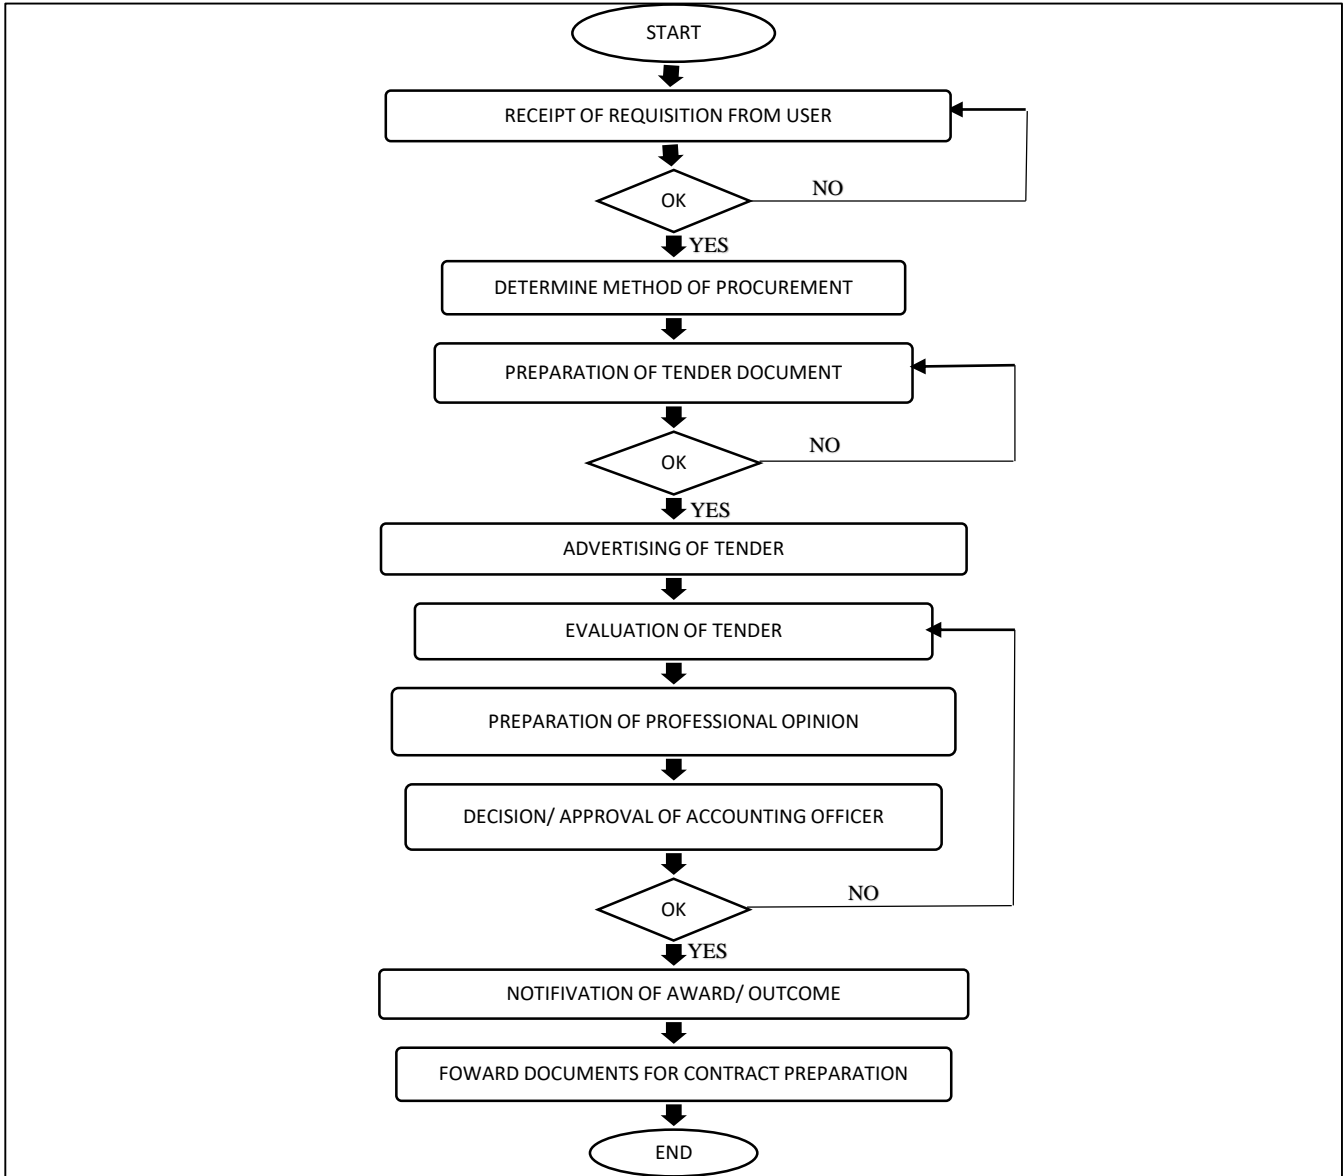 START
RECEIPT OF REQUISITION FROM USER
OK
NO
YES
DETERMINE METHOD OF PROCUREMENT
PREPARATION OF TENDER DOCUMENT
OK
NO
YES
ADVERTISING OF TENDER
EVALUATION OF TENDER
PREPARATION OF PROFESSIONAL OPINION
DECISION/ APPROVAL OF ACCOUNTING OFFICER
OK
NO
YES
NOTIFIVATION OF AWARD/ OUTCOME
FOWARD DOCUMENTS FOR CONTRACT PREPARATION
END